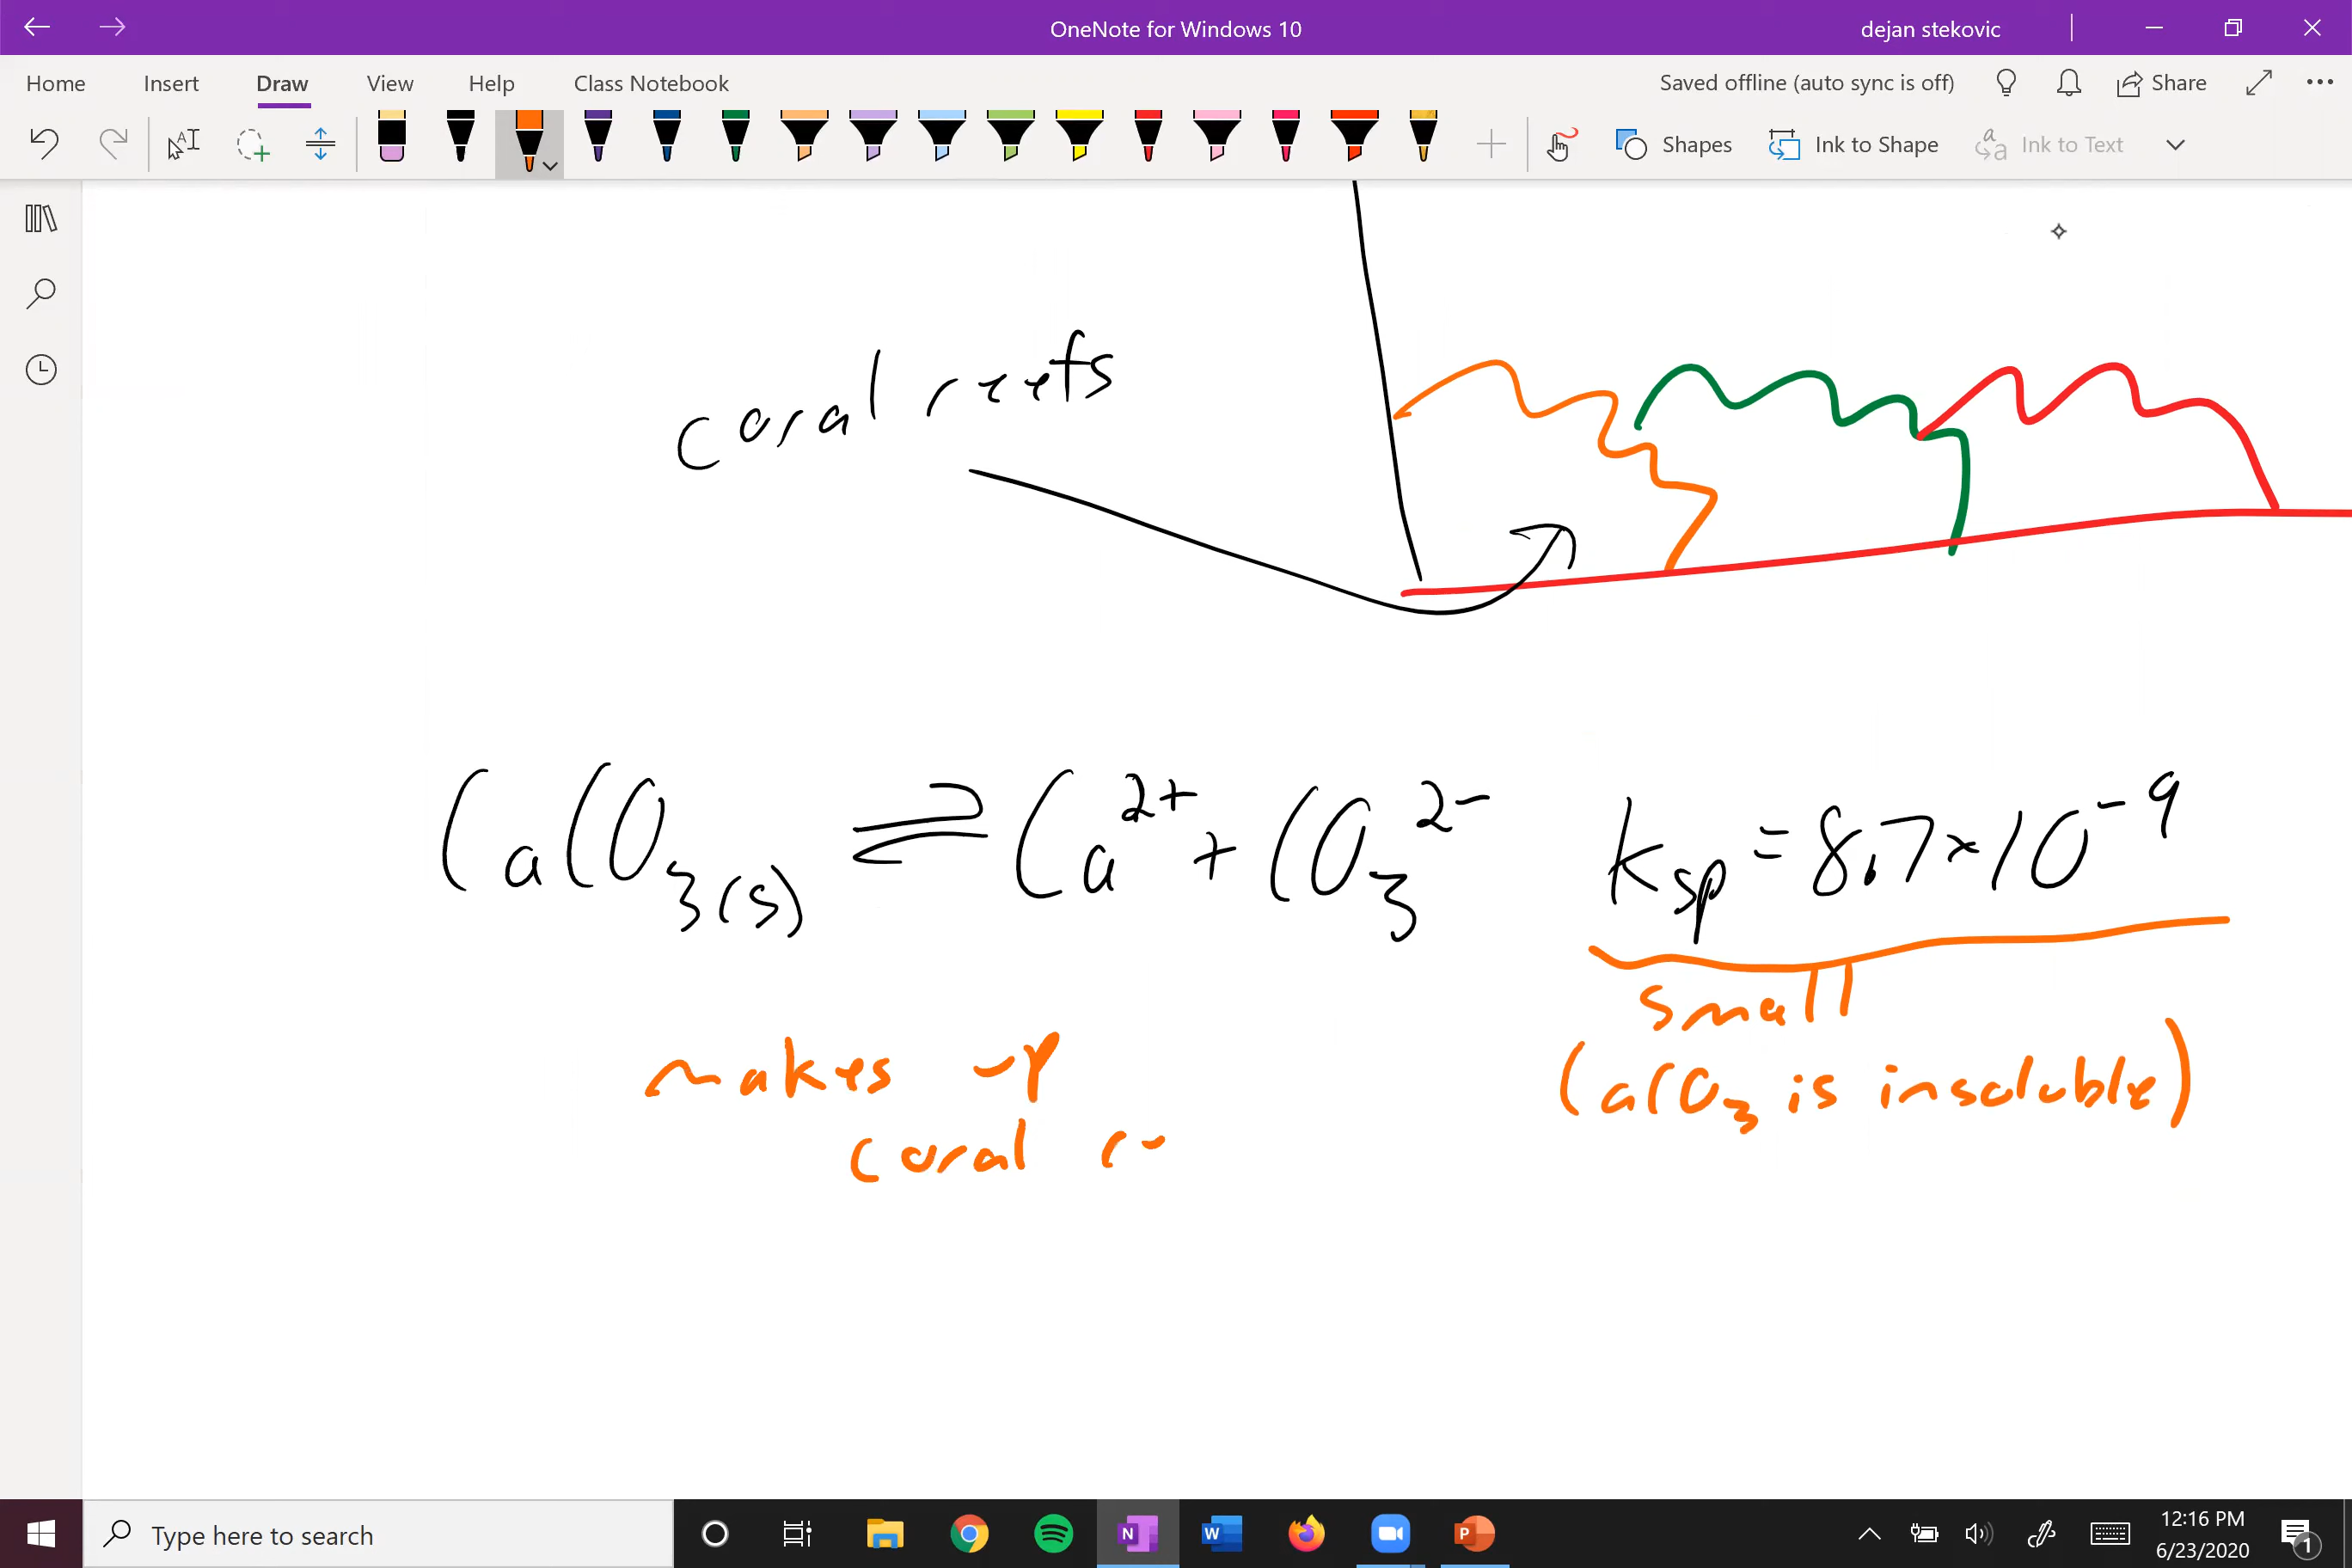 OneNote for Windows 10
dejan stekovic
Home Insert Draw View Help Class Notebook
Saved offline (auto sync is off)
Share
Shapes
Ink to Shape
Ink to Text
coral reefs
CaCO₃(s) ⇌ Ca²⁺ + CO₃²⁻ ksp = 8.7×10⁻⁹
small
makes up
CaCO₃ is insoluble)
coral
Type here to search
N
W
P
12:16 PM
6/23/2020
1